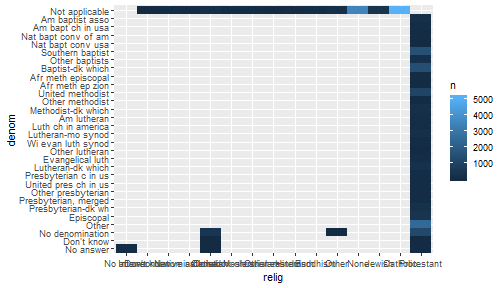 Not applicable
Am baptist asso
Am bapt ch in usa
Nat bapt conv of am
Nat bapt conv usa
Southern baptist
Other baptists
Baptist-dk which
Afr meth episcopal
Afr meth ep zion
United methodist
Other methodist
Methodist-dk which
Am lutheran
Luth ch in america
Lutheran-mo synod
Wi evan luth synod
Other lutheran
Evangelical luth
Lutheran-dk which
Presbyterian c in us
United pres ch in us
Other presbyterian
Presbyterian, merged
Presbyterian-dk wh
Episcopal
Other
No denomination
Don't know
No answer
denom
No Other None Protestant
relig
n
5000
4000
3000
2000
1000